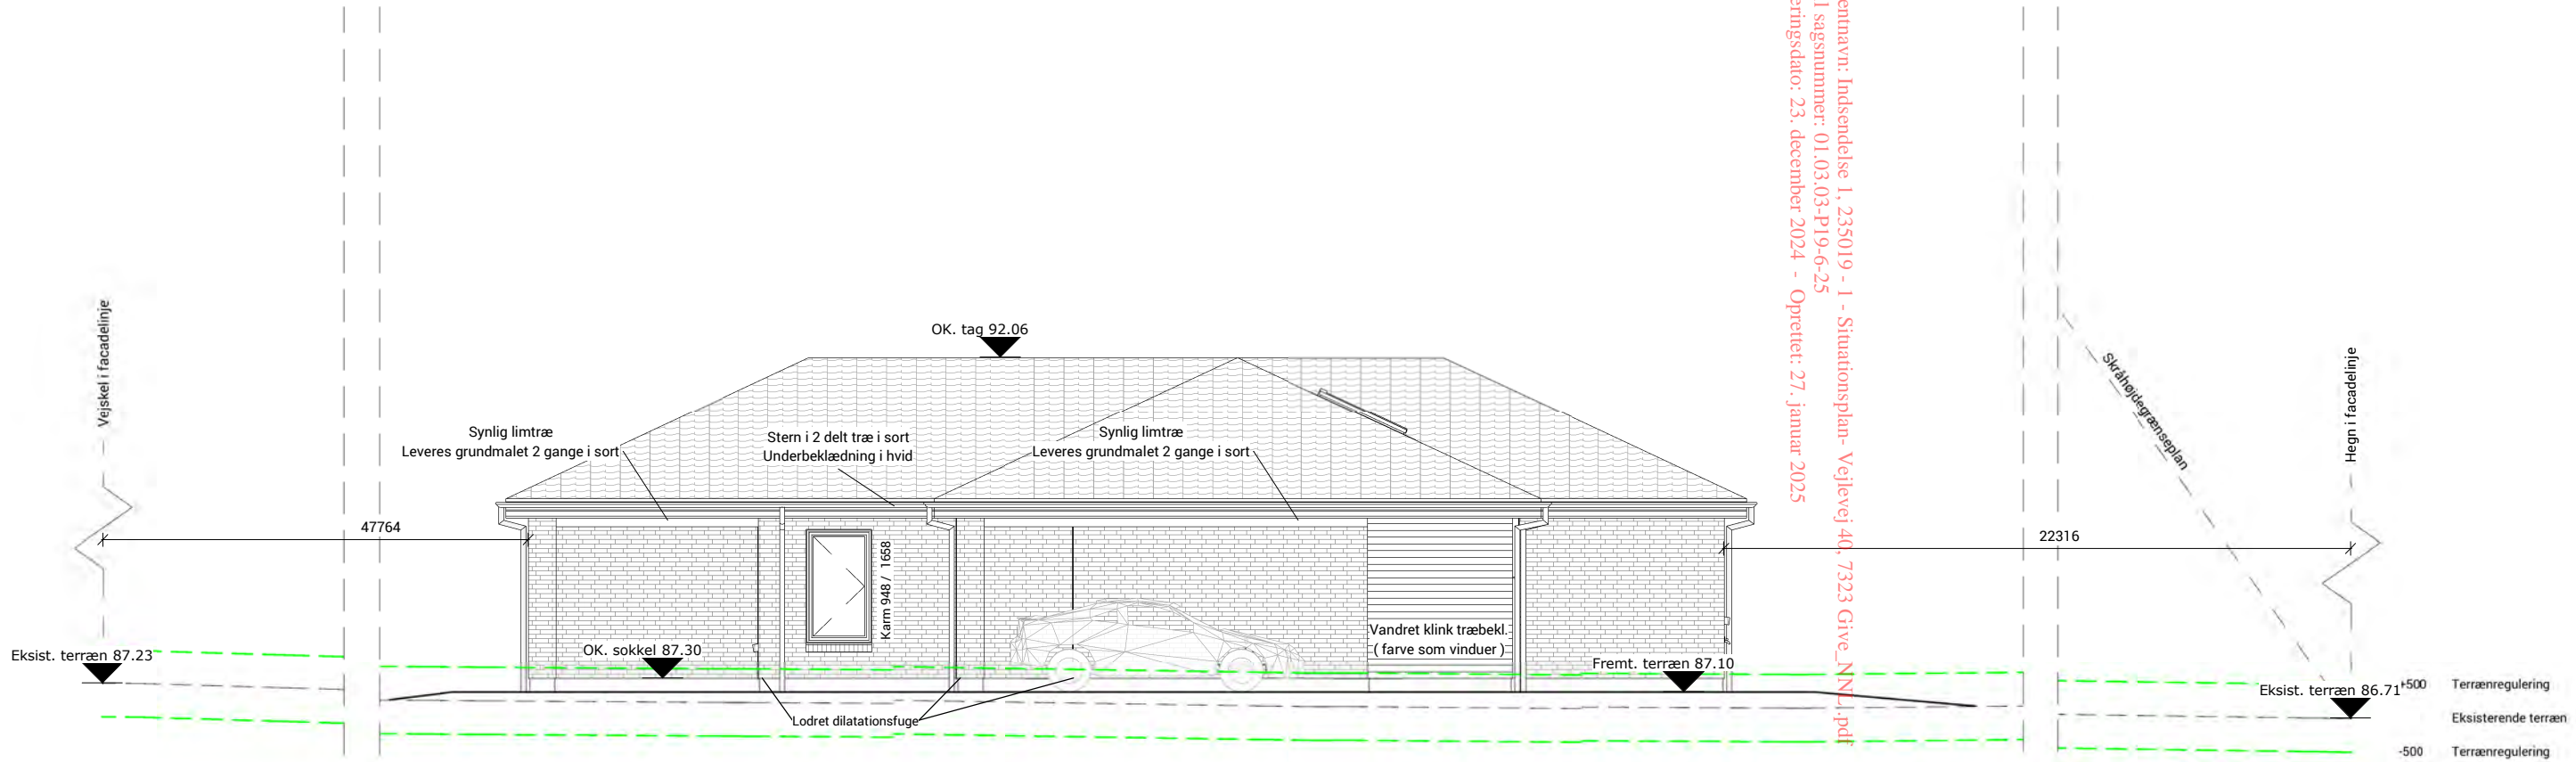 entnavn: Indsendelse 1, 235019 - 1 - Situationsplan- Vejlevej 40, 7323 Give_NNE.pdf
l sagsnummer: 01.03.03-P19-6-25
eringsdato: 23. december 2024 - Oprettet: 27. januar 2025
Vejskel i facadelinje
OK. tag 92.06
Skråhøjdegrænseplan
Hegn i facadelinje
Synlig limtræ
Leveres grundmalet 2 gange i sort
Stern i 2 delt træ i sort
Underbeklædning i hvid
Synlig limtræ
Leveres grundmalet 2 gange i sort
47764
22316
Karm 948 / 1658
Vandret klink træbekl.
( farve som vinduer )
Eksist. terræn 87.23
OK. sokkel 87.30
Fremt. terræn 87.10
Eksist. terræn 86.71
+500 Terrænregulering
Eksisterende terræn
-500 Terrænregulering
Lodret dilatationsfuge